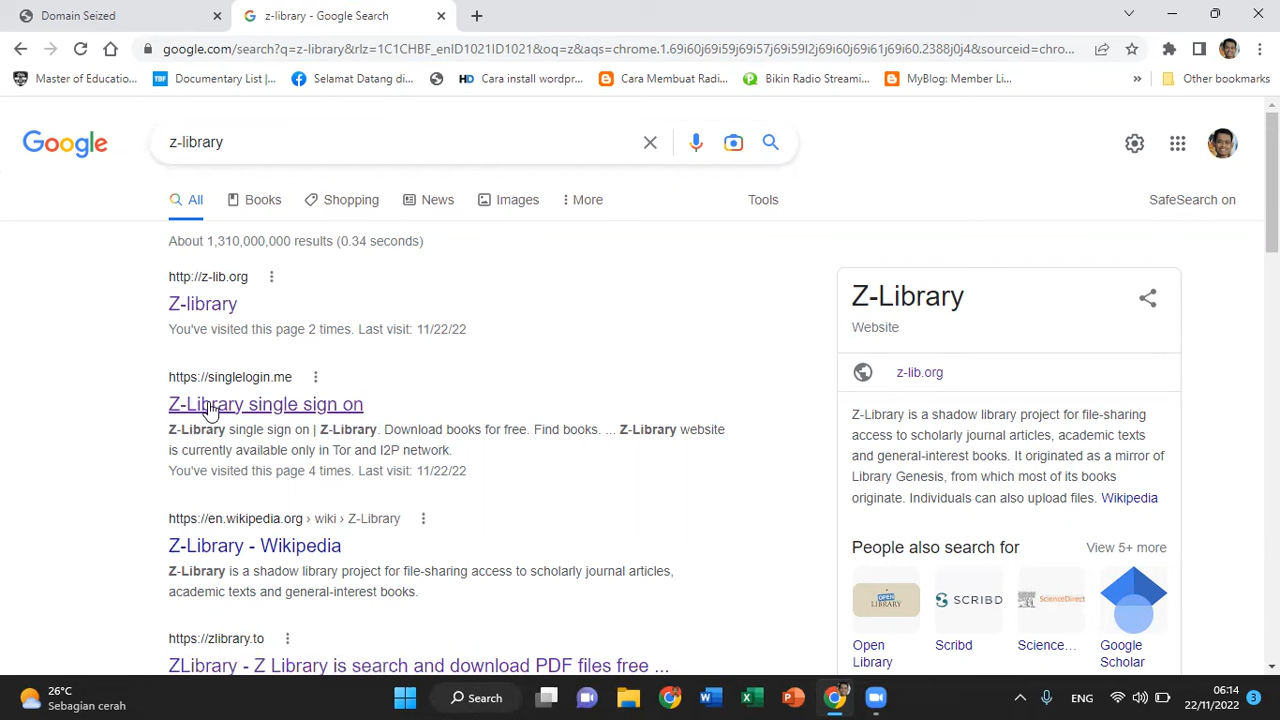 Domain Seized
z-library - Google Search
google.com/search?q=z-library&rlz=1C1CHBF_enID1021ID1021&oq=z&aqs=chrome.1.69i60j69i59j69i57j69i59l2j69i60j69i61j69i60.2388j0j4&sourceid=chro...
Master of Educatio...
TDF
Documentary List |...
Selamat Datang di...
HD
Cara install wordpr...
Cara Membuat Radi...
Bikin Radio Streami...
MyBlog: Member Li...
»
Other bookmarks
Google
z-library
All
Books
Shopping
News
Images
More
Tools
SafeSearch on
About 1,310,000,000 results (0.34 seconds)
http://z-lib.org
Z-library
You've visited this page 2 times. Last visit: 11/22/22
https://singlelogin.me
Z-Library single sign on
Z-Library single sign on | Z-Library. Download books for free. Find books. ... Z-Library website
is currently available only in Tor and I2P network.
You've visited this page 4 times. Last visit: 11/22/22
https://en.wikipedia.org › wiki › Z-Library
Z-Library - Wikipedia
Z-Library is a shadow library project for file-sharing access to scholarly journal articles,
academic texts and general-interest books.
https://zlibrary.to
ZLibrary - Z Library is search and download PDF files free ...
Z-Library
Website
z-lib.org
Z-Library is a shadow library project for file-sharing
access to scholarly journal articles, academic texts
and general-interest books. It originated as a mirror of
Library Genesis, from which most of its books
originate. Individuals can also upload files. Wikipedia
People also search for
View 5+ more
OPEN LIBRARY
SCRIBD
ScienceDirect
Open
Library
Scribd
Science...
Google
Scholar
26°C
Sebagian cerah
Search
ENG
06:14
22/11/2022
3